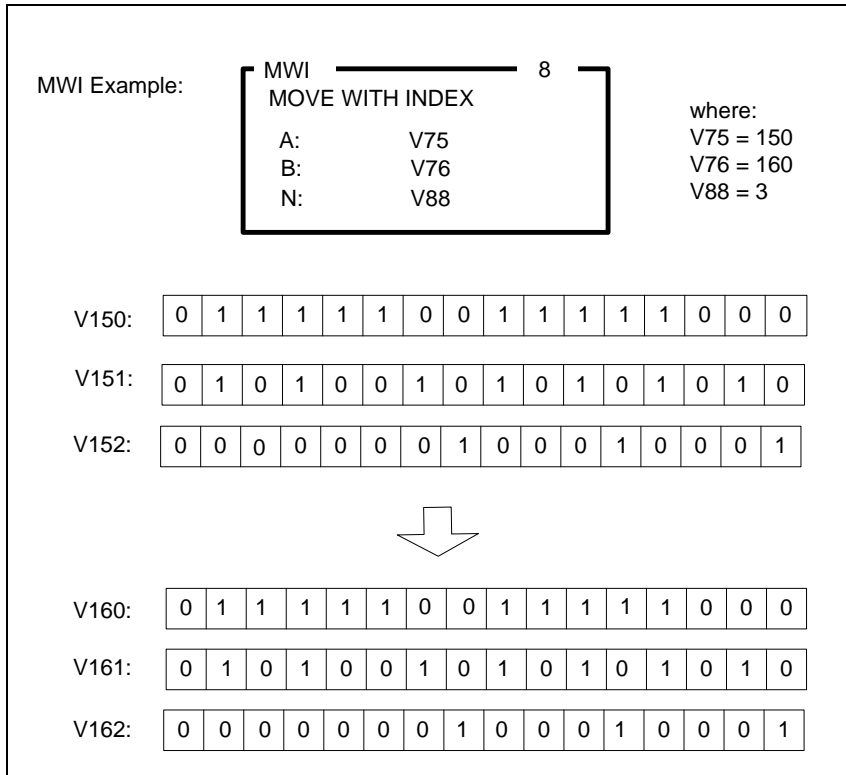 MWI Example:
MWI 8
MOVE WITH INDEX
A: V75
B: V76
N: V88
where:
V75 = 150
V76 = 160
V88 = 3
V150: 0 1 1 1 1 1 0 0 1 1 1 1 1 0 0 0
V151: 0 1 0 1 0 0 1 0 1 0 1 0 1 0 1 0
V152: 0 0 0 0 0 0 0 1 0 0 0 1 0 0 0 1
V160: 0 1 1 1 1 1 0 0 1 1 1 1 1 0 0 0
V161: 0 1 0 1 0 0 1 0 1 0 1 0 1 0 1 0
V162: 0 0 0 0 0 0 0 1 0 0 0 1 0 0 0 1